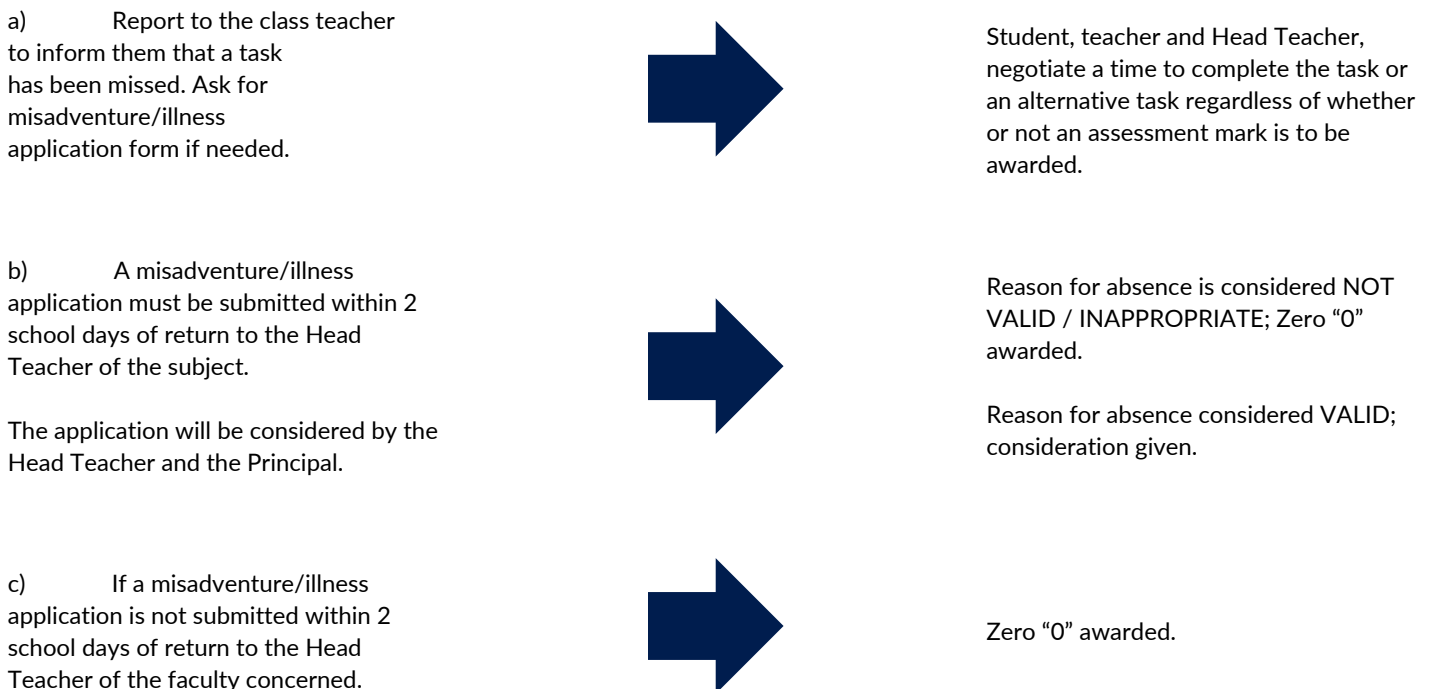 a) Report to the class teacher
to inform them that a task
has been missed. Ask for
misadventure/illness
application form if needed.
Student, teacher and Head Teacher,
negotiate a time to complete the task or
an alternative task regardless of whether
or not an assessment mark is to be
awarded.
b) A misadventure/illness
application must be submitted within 2
school days of return to the Head
Teacher of the subject.
The application will be considered by the
Head Teacher and the Principal.
Reason for absence is considered NOT
VALID / INAPPROPRIATE; Zero “0”
awarded.
Reason for absence considered VALID;
consideration given.
c) If a misadventure/illness
application is not submitted within 2
school days of return to the Head
Teacher of the faculty concerned.
Zero “0” awarded.